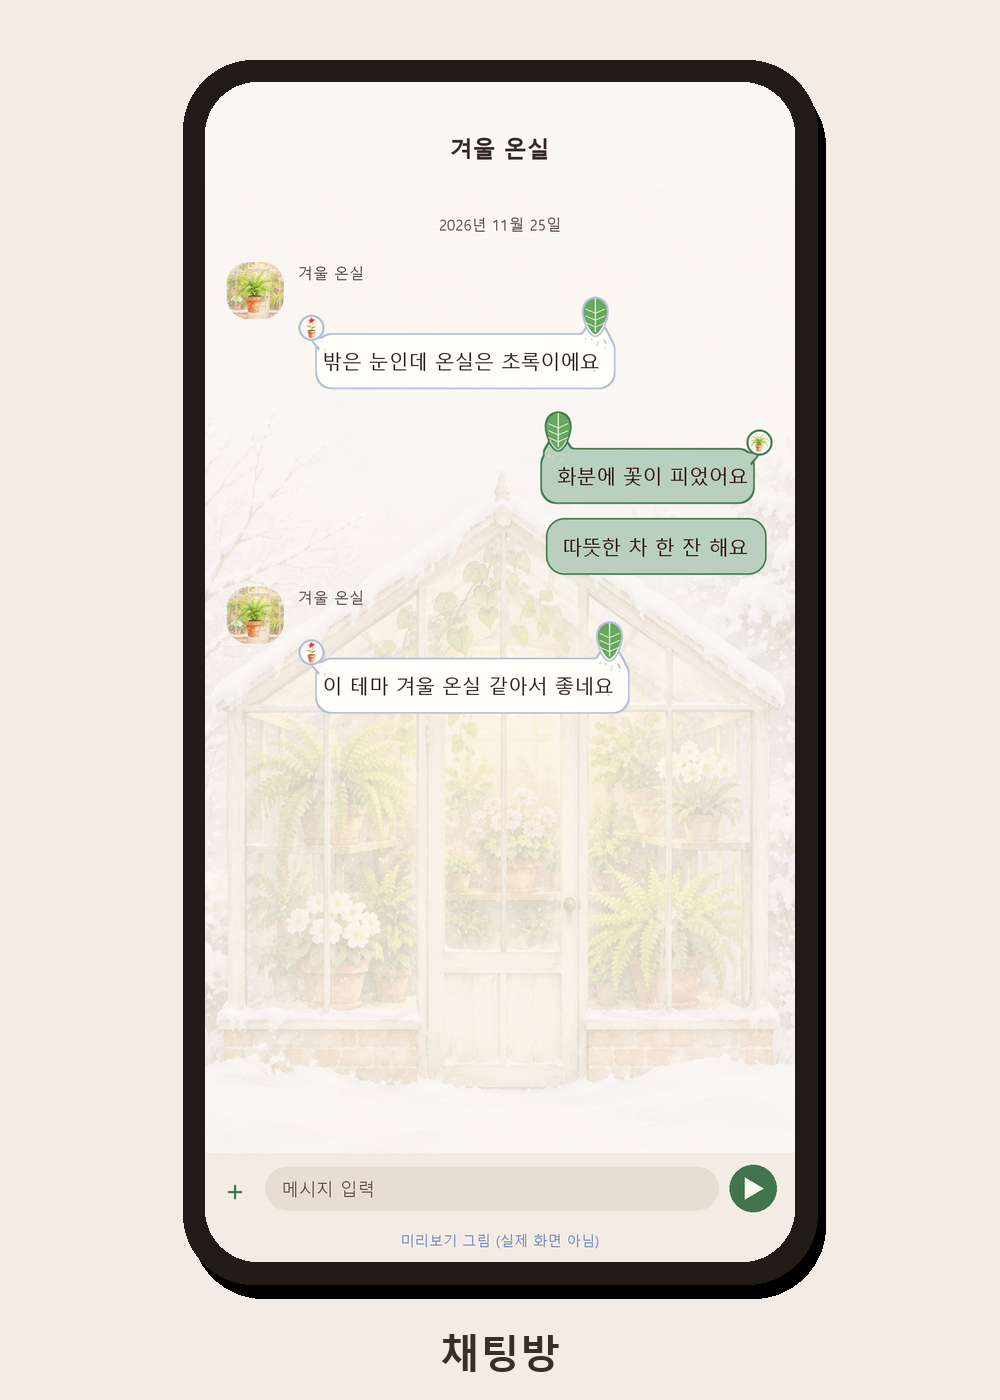 겨울 온실
2026년 11월 25일
겨울 온실
밖은 눈인데 온실은 초록이에요
화분에 꽃이 피었어요
따뜻한 차 한 잔 해요
겨울 온실
이 테마 겨울 온실 같아서 좋네요
+ 메시지 입력
미리보기 그림 (실제 화면 아님)
채팅방